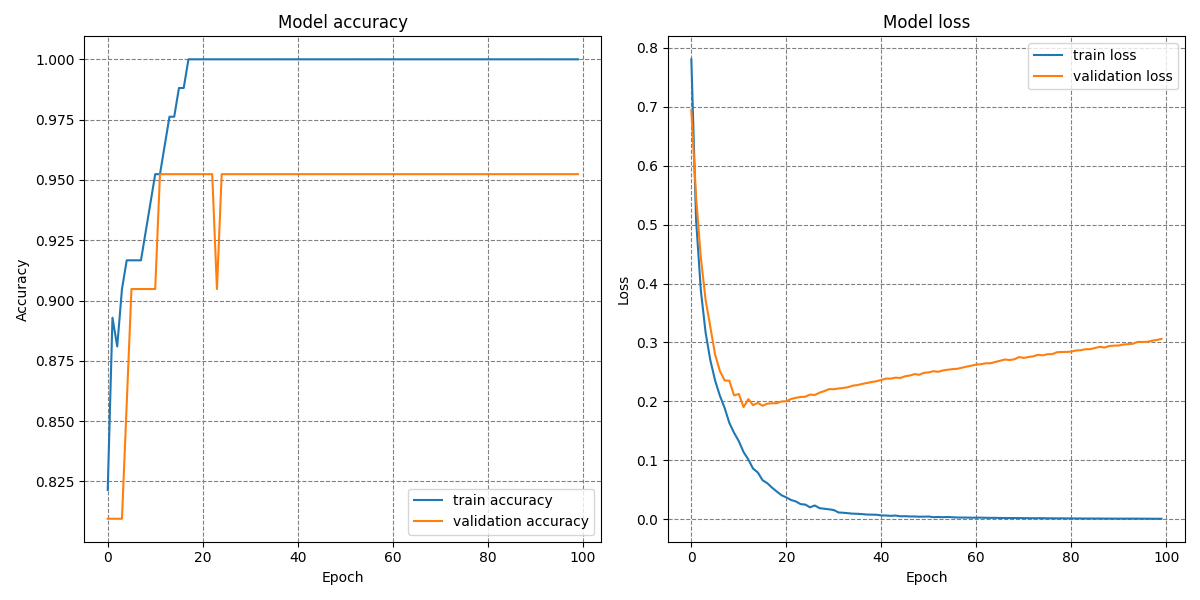 Model accuracy
Accuracy
1.000
0.975
0.950
0.925
0.900
0.875
0.850
0.825
0 20 40 60 80 100
Epoch
train accuracy
validation accuracy
Model loss
Loss
0.8
0.7
0.6
0.5
0.4
0.3
0.2
0.1
0.0
0 20 40 60 80 100
Epoch
train loss
validation loss